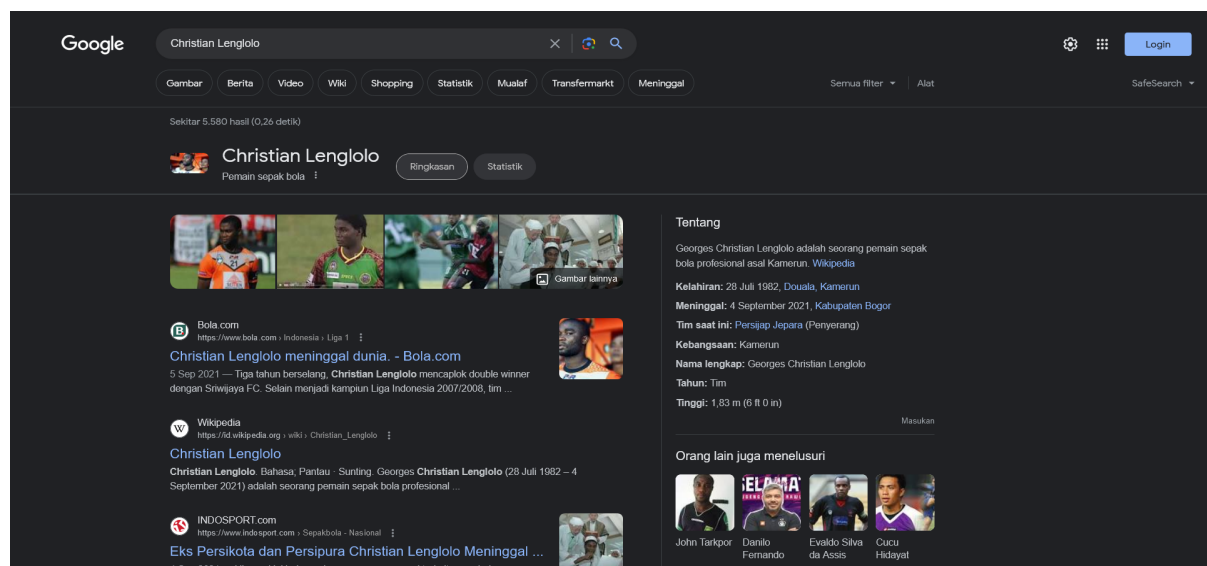 Google
Christian Lenglolo
Login
Gambar Berita Video Wiki Shopping Statistik Mualaf Transfermarkt Meninggal
Semua filter Alat
SafeSearch
Sekitar 5.580 hasil (0,26 detik)
Christian Lenglolo
Pemain sepak bola
Ringkasan Statistik
Gambar lainnya
Bola.com
https://www.bola.com › Indonesia › Liga 1
Christian Lenglolo meninggal dunia. - Bola.com
5 Sep 2021 — Tiga tahun berselang, Christian Lenglolo mencaplok double winner
dengan Sriwijaya FC. Selain menjadi kampiun Liga Indonesia 2007/2008, tim ...
Wikipedia
https://id.wikipedia.org › wiki › Christian_Lenglolo
Christian Lenglolo
Christian Lenglolo. Bahasa; Pantau · Sunting. Georges Christian Lenglolo (28 Juli 1982 – 4
September 2021) adalah seorang pemain sepak bola profesional ...
INDOSPORT.com
https://www.indosport.com › Sepakbola - Nasional
Eks Persikota dan Persipura Christian Lenglolo Meninggal ...
Tentang
Georges Christian Lenglolo adalah seorang pemain sepak
bola profesional asal Kamerun. Wikipedia
Kelahiran: 28 Juli 1982, Douala, Kamerun
Meninggal: 4 September 2021, Kabupaten Bogor
Tim saat ini: Persijap Jepara (Penyerang)
Kebangsaan: Kamerun
Nama lengkap: Georges Christian Lenglolo
Tahun: Tim
Tinggi: 1,83 m (6 ft 0 in)
Masukan
Orang lain juga menelusuri
John Tarkpor
Danilo
Fernando
Evaldo Silva
da Assis
Cucu
Hidayat